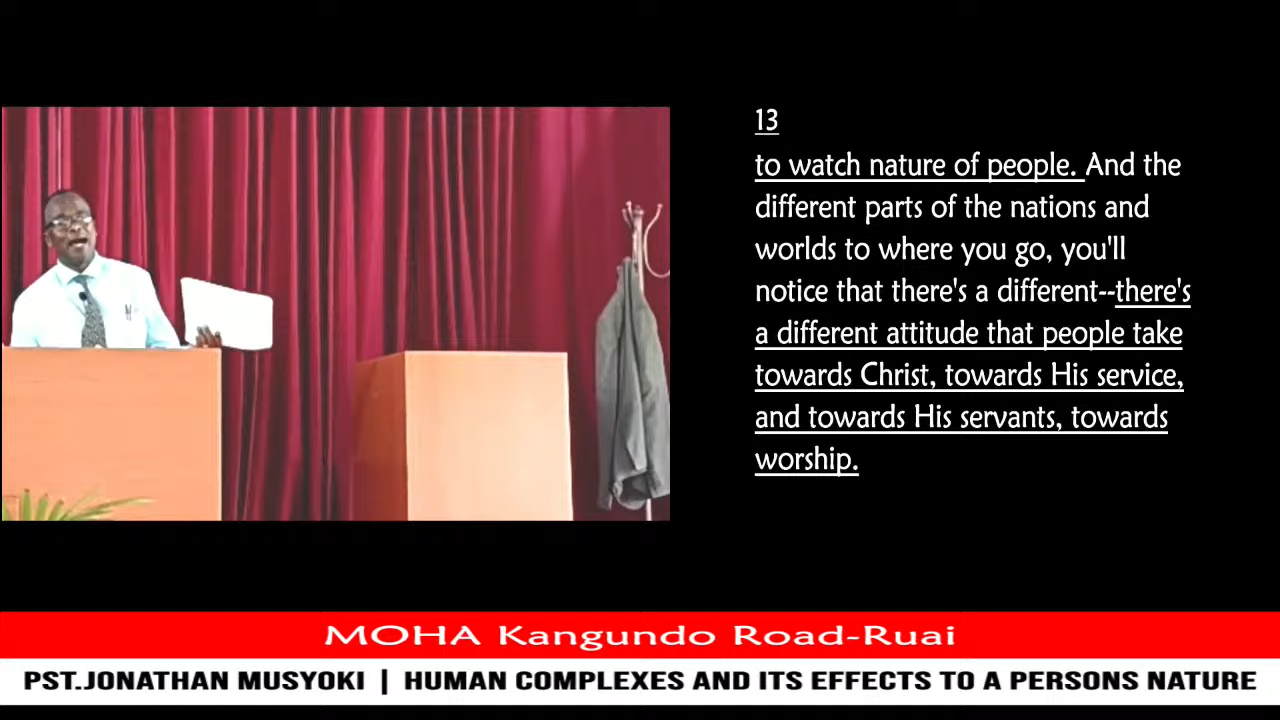 13
to watch nature of people. And the
different parts of the nations and
worlds to where you go, you'll
notice that there's a different--there's
a different attitude that people take
towards Christ, towards His service,
and towards His servants, towards
worship.
MOHA Kangundo Road-Ruai
PST.JONATHAN MUSYOKI | HUMAN COMPLEXES AND ITS EFFECTS TO A PERSONS NATURE